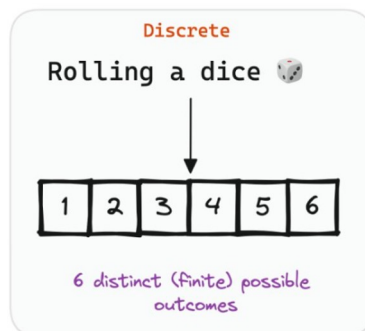 Discrete
Rolling a dice 🎲
1 2 3 4 5 6
6 distinct (finite) possible
outcomes